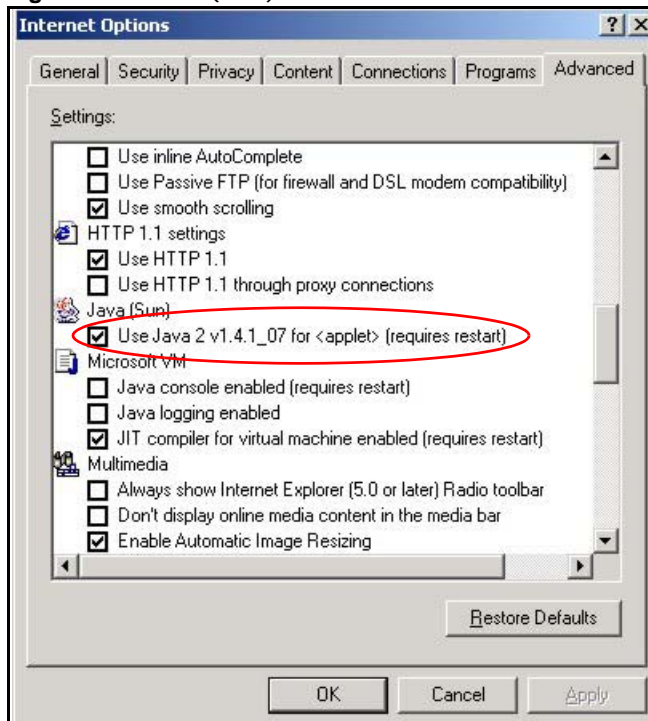 Internet Options
General Security Privacy Content Connections Programs Advanced
Settings:
Use inline AutoComplete
Use Passive FTP (for firewall and DSL modem compatibility)
Use smooth scrolling
HTTP 1.1 settings
Use HTTP 1.1
Use HTTP 1.1 through proxy connections
Java (Sun)
Use Java 2 v1.4.1_07 for <applet> (requires restart)
Microsoft VM
Java console enabled (requires restart)
Java logging enabled
JIT compiler for virtual machine enabled (requires restart)
Multimedia
Always show Internet Explorer (5.0 or later) Radio toolbar
Don't display online media content in the media bar
Enable Automatic Image Resizing
Restore Defaults
OK Cancel Apply